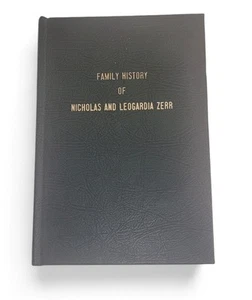 FAMILY HISTORY
OF
NICHOLAS AND LEOGARDIA ZERR